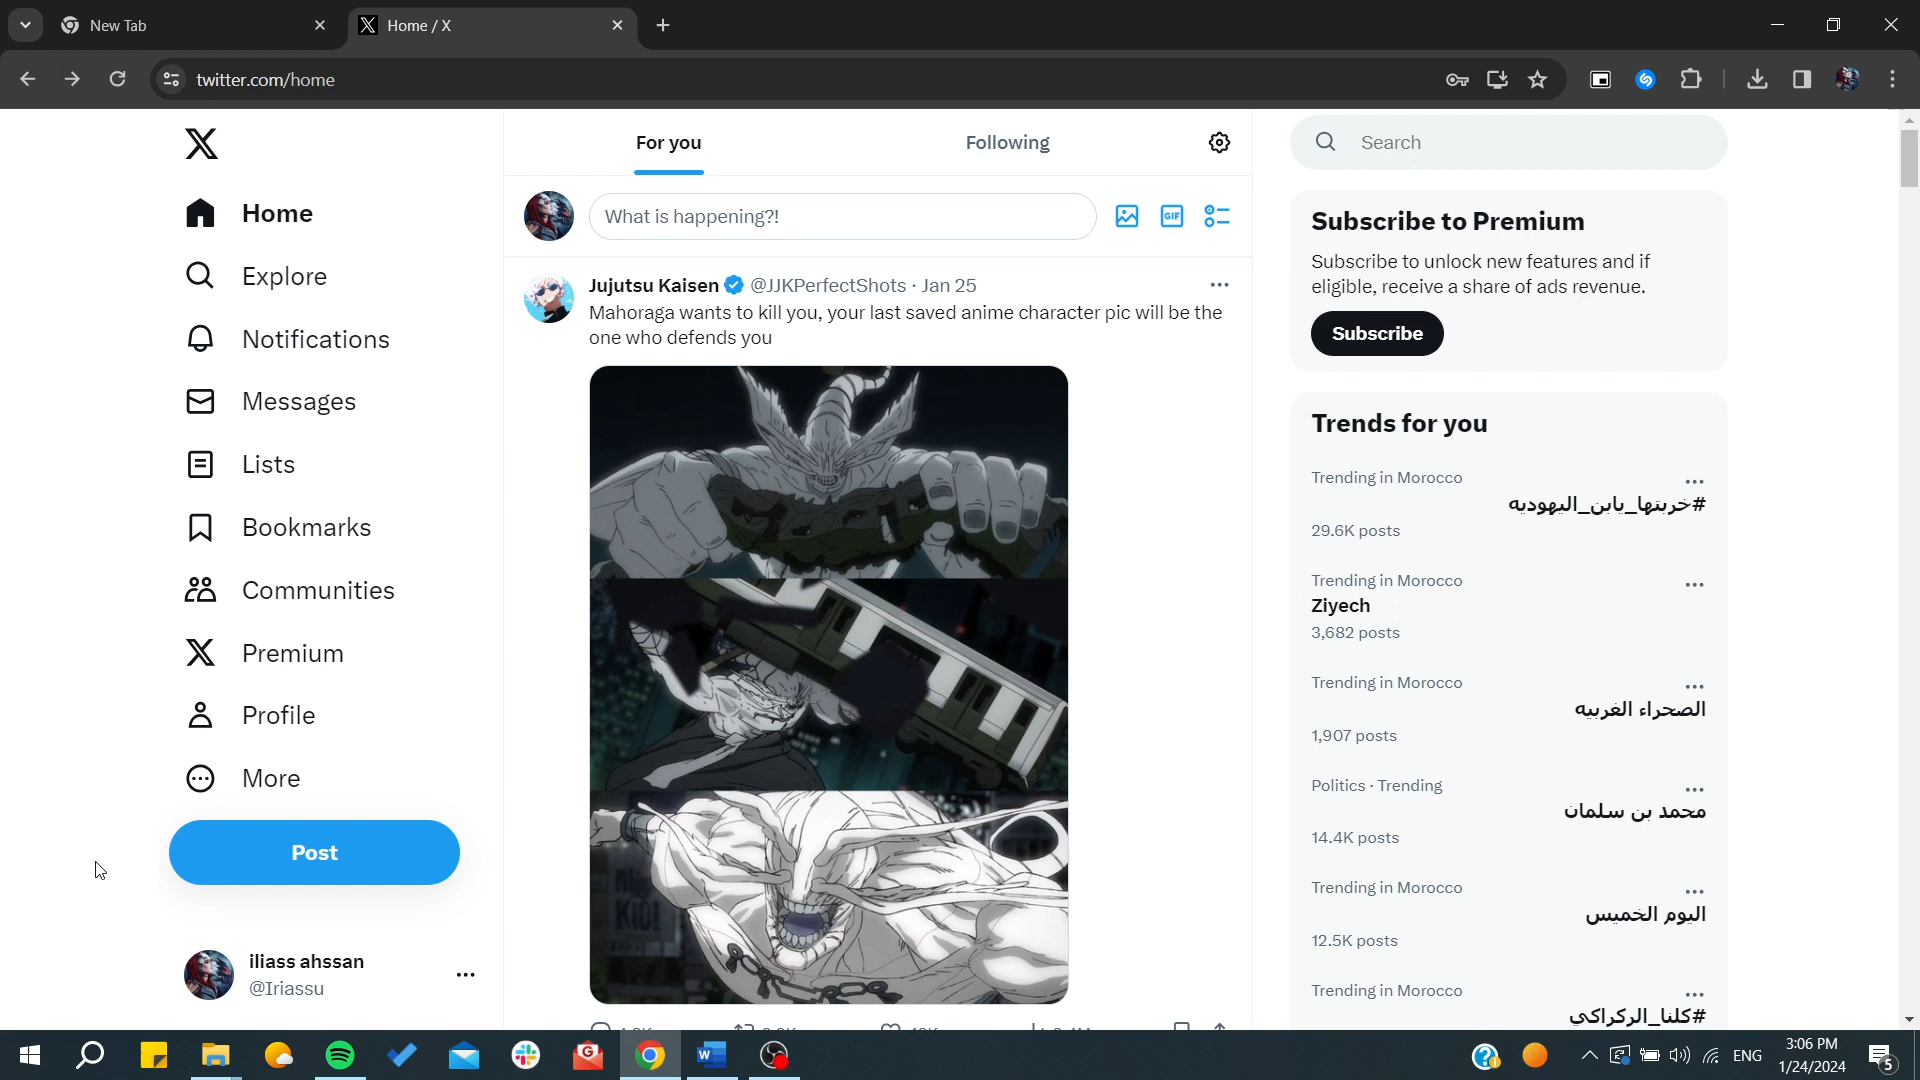 New Tab
Home / X
twitter.com/home
Home
Explore
Notifications
Messages
Lists
Bookmarks
Communities
Premium
Profile
More
Post
iliass ahssan
@Iriassu
For you
Following
What is happening?!
GIF
Jujutsu Kaisen @JJKPerfectShots · Jan 25
Mahoraga wants to kill you, your last saved anime character pic will be the
one who defends you
Search
Subscribe to Premium
Subscribe to unlock new features and if
eligible, receive a share of ads revenue.
Subscribe
Trends for you
Trending in Morocco
#خربتها_يابن_اليهوديه
29.6K posts
Trending in Morocco
Ziyech
3,682 posts
Trending in Morocco
الصحراء الغربيه
1,907 posts
Politics · Trending
محمد بن سلمان
14.4K posts
Trending in Morocco
اليوم الخميس
12.5K posts
Trending in Morocco
#كلنا_الركراكي
ENG
3:06 PM
1/24/2024
5